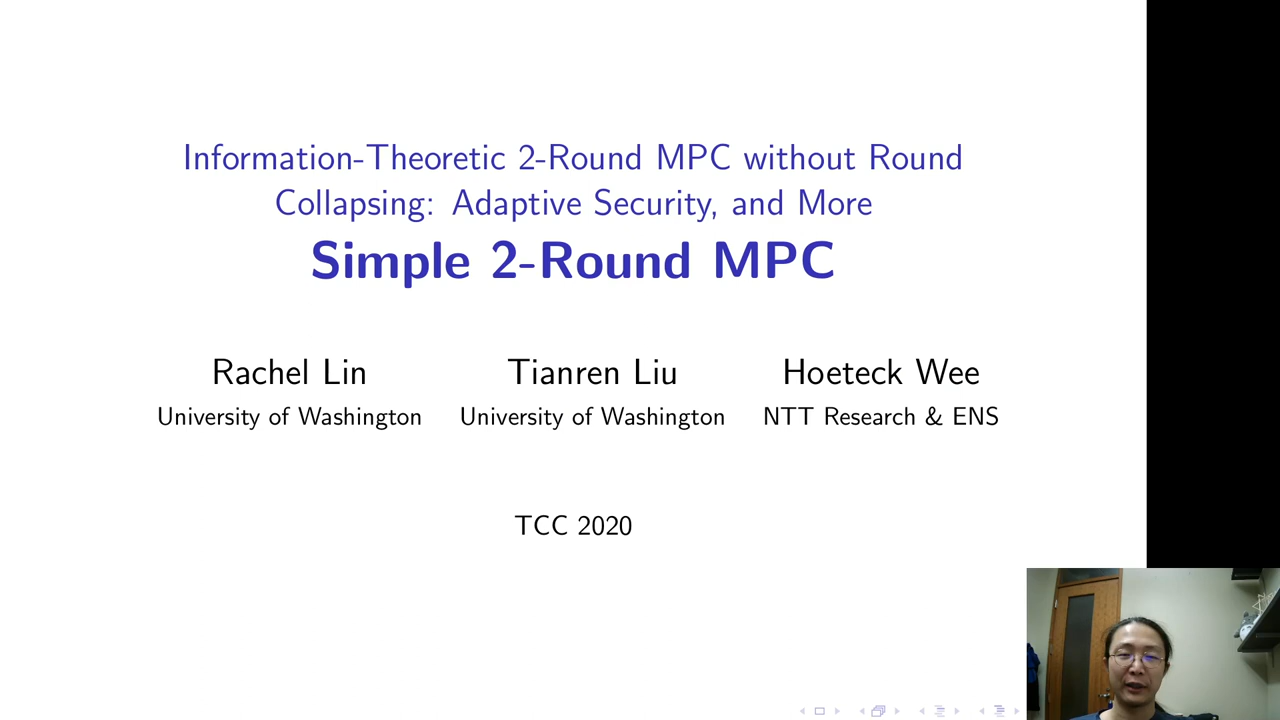 Information-Theoretic 2-Round MPC without Round
Collapsing: Adaptive Security, and More
Simple 2-Round MPC
Rachel Lin
University of Washington
Tianren Liu
University of Washington
Hoeteck Wee
NTT Research & ENS
TCC 2020